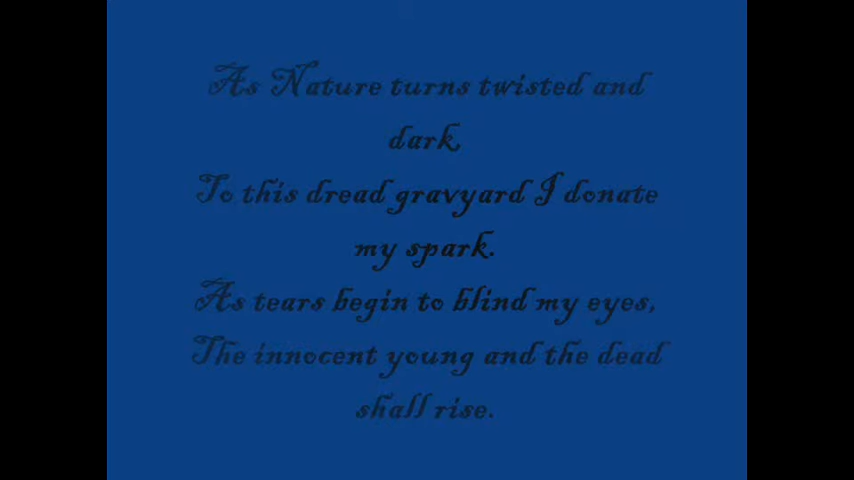 As Nature turns twisted and
dark,
To this dread graveyard I donate
my spark.
As tears begin to blind my eyes,
The innocent young and the dead
shall rise.